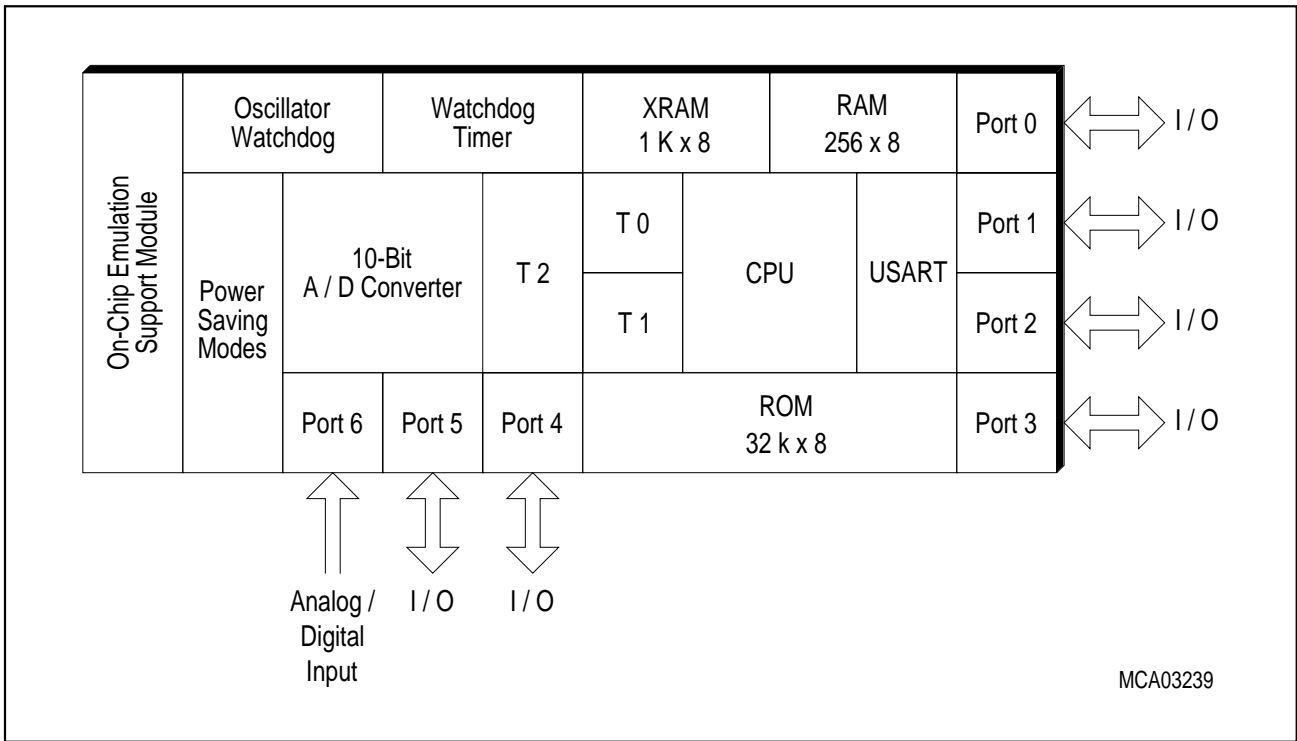 On-Chip Emulation
Support Module
Oscillator
Watchdog
Watchdog
Timer
XRAM
1 K x 8
RAM
256 x 8
Port 0
I / O
Power
Saving
Modes
10-Bit
A / D Converter
T 2
T 0
T 1
CPU
USART
Port 1
I / O
Port 2
I / O
Port 6
Port 5
Port 4
ROM
32 k x 8
Port 3
I / O
Analog /
Digital
Input
I / O
I / O
MCA03239